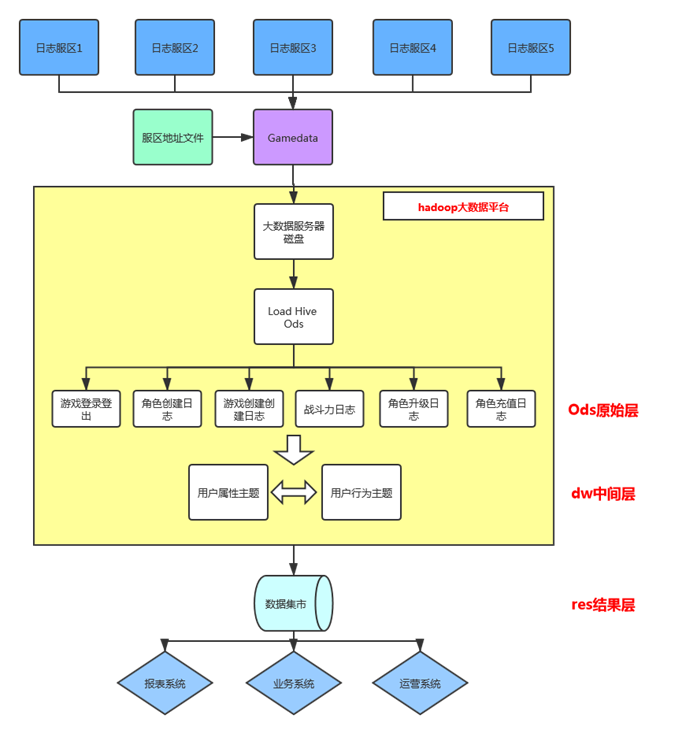 日志服区1
日志服区2
日志服区3
日志服区4
日志服区5
服区地址文件
Gamedata
hadoop大数据平台
大数据服务器
磁盘
Load Hive
Ods
游戏登录登
出
角色创建日
志
游戏创建创
建日志
战斗力日志
角色升级日
志
角色充值日
志
Ods原始层
用户属性主题
用户行为主题
dw中间层
数据集市
res结果层
报表系统
业务系统
运营系统